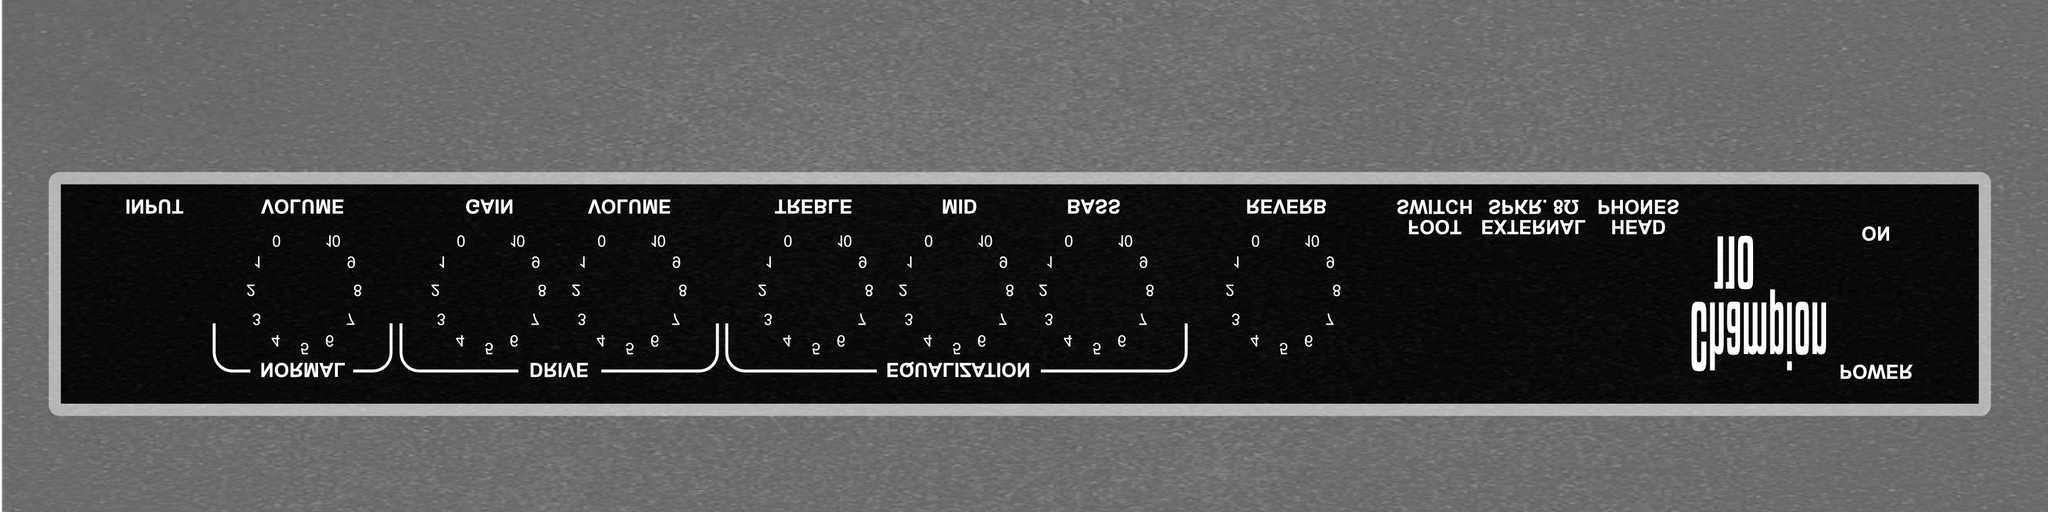 NORMAL DRIVE EQUALIZATION POWER
Champion
110
ON
5 5 5 5 5 5 5
4 6 4 6 4 6 4 6 4 6 4 6 4 6
3 7 3 7 3 7 3 7 3 7 3 7 3 7
2 8 2 8 2 8 2 8 2 8 2 8 2 8
1 9 1 9 1 9 1 9 1 9 1 9 1 9
0 10 0 10 0 10 0 10 0 10 0 10 0 10
FOOT EXTERNAL HEAD
INPUT VOLUME GAIN VOLUME TREBLE MID BASS REVERB SWITCH SPKR. 8Ω PHONES